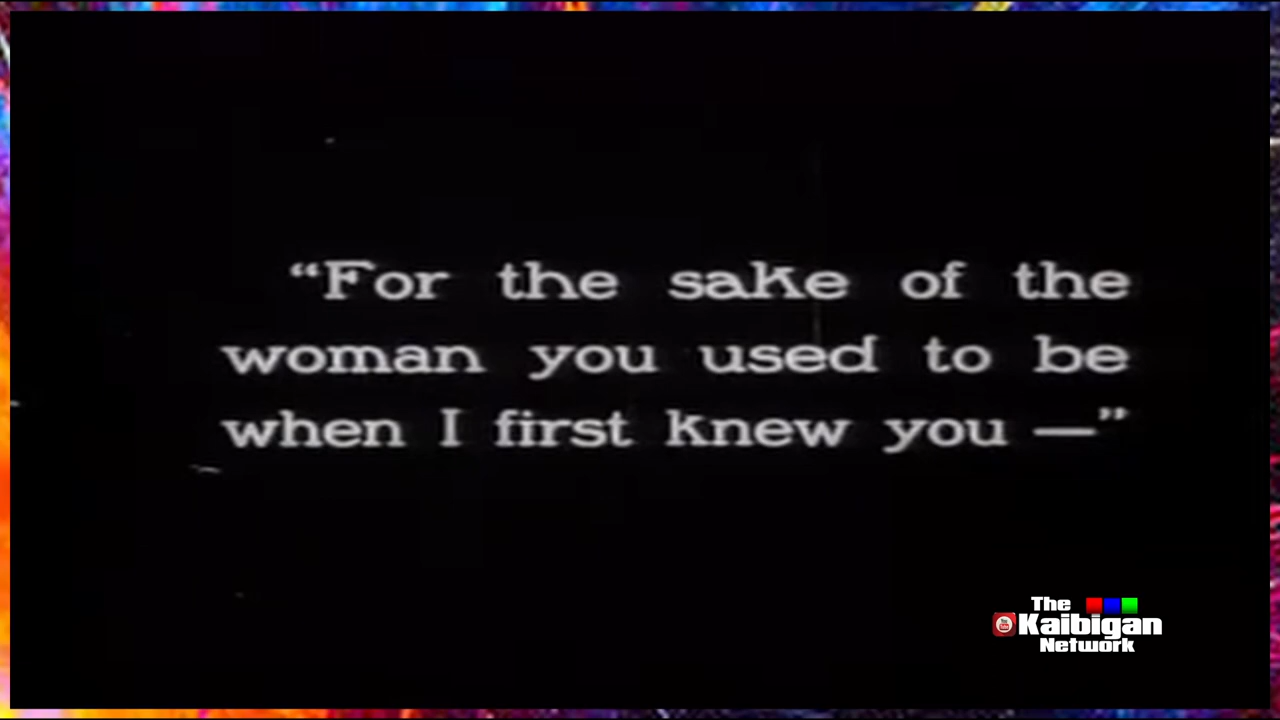 “For the sake of the
woman you used to be
when I first knew you —”
The
Kaibigan
Network